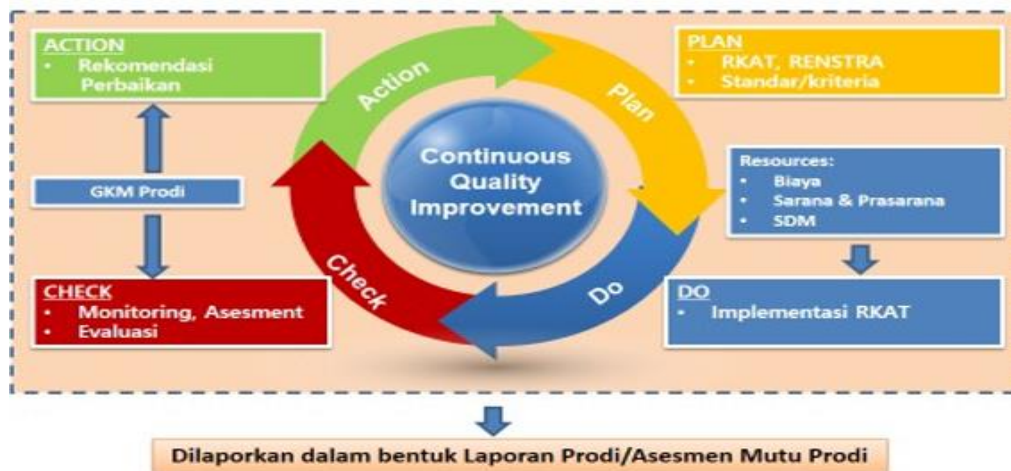 ACTION
• Rekomendasi
Perbaikan
GKM Prodi
CHECK
• Monitoring, Asesment
• Evaluasi
Action
Plan
Continuous
Quality
Improvement
Check
Do
PLAN
• RKAT, RENSTRA
• Standar/kriteria
Resources:
• Biaya
• Sarana & Prasarana
• SDM
DO
• Implementasi RKAT
Dilaporkan dalam bentuk Laporan Prodi/Asesmen Mutu Prodi